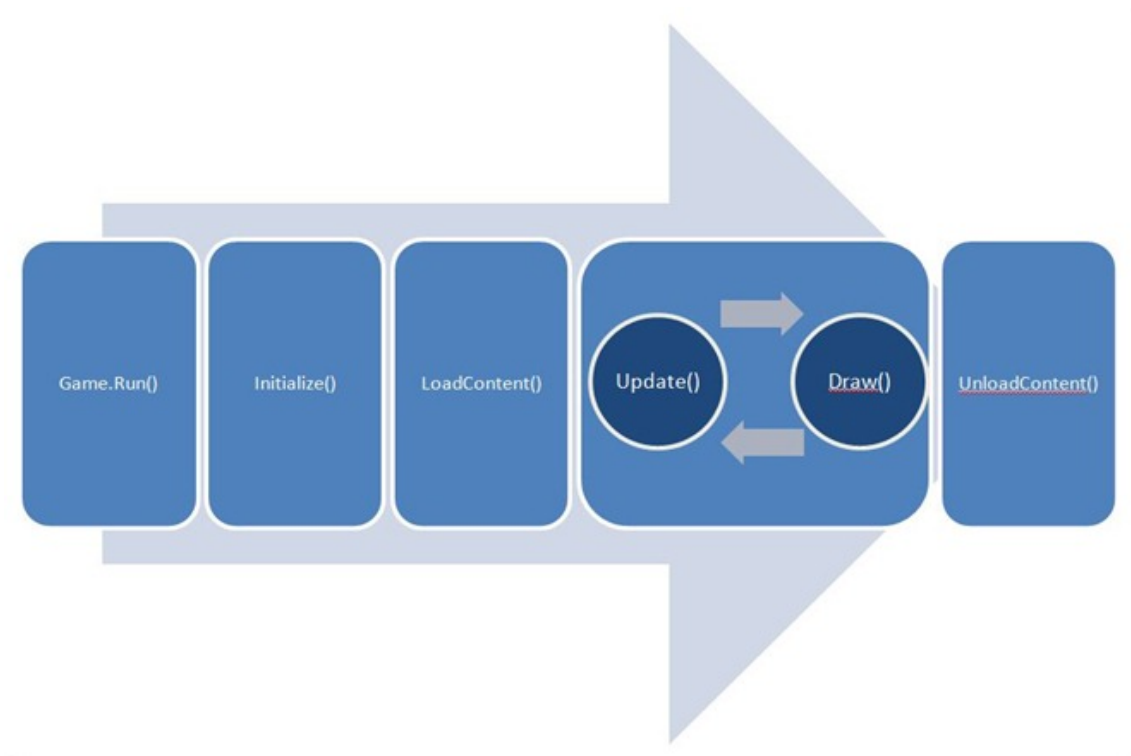 Game.Run()
Initialize()
LoadContent()
Update()
Draw()
UnloadContent()